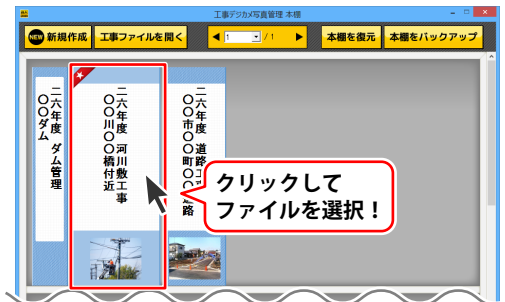 工事デジカメ写真管理 本棚
NEW 新規作成
工事ファイルを開く
1
/ 1
本棚を復元
本棚をバックアップ
二六年度 ダム管理
〇〇ダム
二六年度 河川敷工事
〇〇川〇〇橋付近
二六年度 道路工
〇〇市〇〇町〇〇
路
クリックして
ファイルを選択！